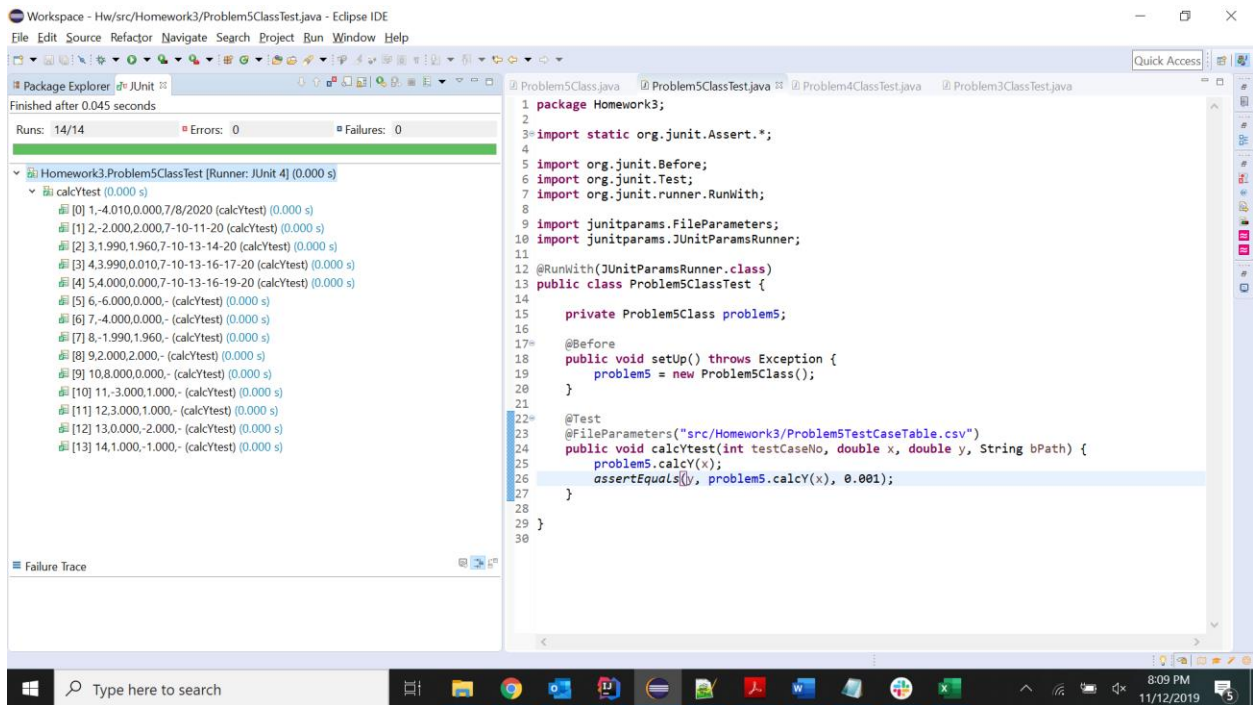 Workspace - Hw/src/Homework3/Problem5ClassTest.java - Eclipse IDE
File Edit Source Refactor Navigate Search Project Run Window Help
Quick Access
Package Explorer JUnit
Finished after 0.045 seconds
Runs: 14/14 Errors: 0 Failures: 0
Homework3.Problem5ClassTest [Runner: JUnit 4] (0.000 s)
calcYtest (0.000 s)
[0] 1,-4.010,0.000,7/8/2020 (calcYtest) (0.000 s)
[1] 2,-2.000,2.000,7-10-11-20 (calcYtest) (0.000 s)
[2] 3,1.990,1.960,7-10-13-14-20 (calcYtest) (0.000 s)
[3] 4,3.990,0.010,7-10-13-16-17-20 (calcYtest) (0.000 s)
[4] 5,4.000,0.000,7-10-13-16-19-20 (calcYtest) (0.000 s)
[5] 6,-6.000,0.000,- (calcYtest) (0.000 s)
[6] 7,-4.000,0.000,- (calcYtest) (0.000 s)
[7] 8,-1.990,1.960,- (calcYtest) (0.000 s)
[8] 9,2.000,2.000,- (calcYtest) (0.000 s)
[9] 10,8.000,0.000,- (calcYtest) (0.000 s)
[10] 11,-3.000,1.000,- (calcYtest) (0.000 s)
[11] 12,3.000,1.000,- (calcYtest) (0.000 s)
[12] 13,0.000,-2.000,- (calcYtest) (0.000 s)
[13] 14,1.000,-1.000,- (calcYtest) (0.000 s)
Failure Trace
Problem5Class.java Problem5ClassTest.java Problem4ClassTest.java Problem3ClassTest.java
1 package Homework3;
2
3 import static org.junit.Assert.*;
4
5 import org.junit.Before;
6 import org.junit.Test;
7 import org.junit.runner.RunWith;
8
9 import junitparams.FileParameters;
10 import junitparams.JUnitParamsRunner;
11
12 @RunWith(JUnitParamsRunner.class)
13 public class Problem5ClassTest {
14
15 private Problem5Class problem5;
16
17 @Before
18 public void setUp() throws Exception {
19 problem5 = new Problem5Class();
20 }
21
22 @Test
23 @FileParameters("src/Homework3/Problem5TestCaseTable.csv")
24 public void calcYtest(int testCaseNo, double x, double y, String bPath) {
25 problem5.calcY(x);
26 assertEquals(y, problem5.calcY(x), 0.001);
27 }
28
29 }
30
Type here to search
8:09 PM
11/12/2019
5